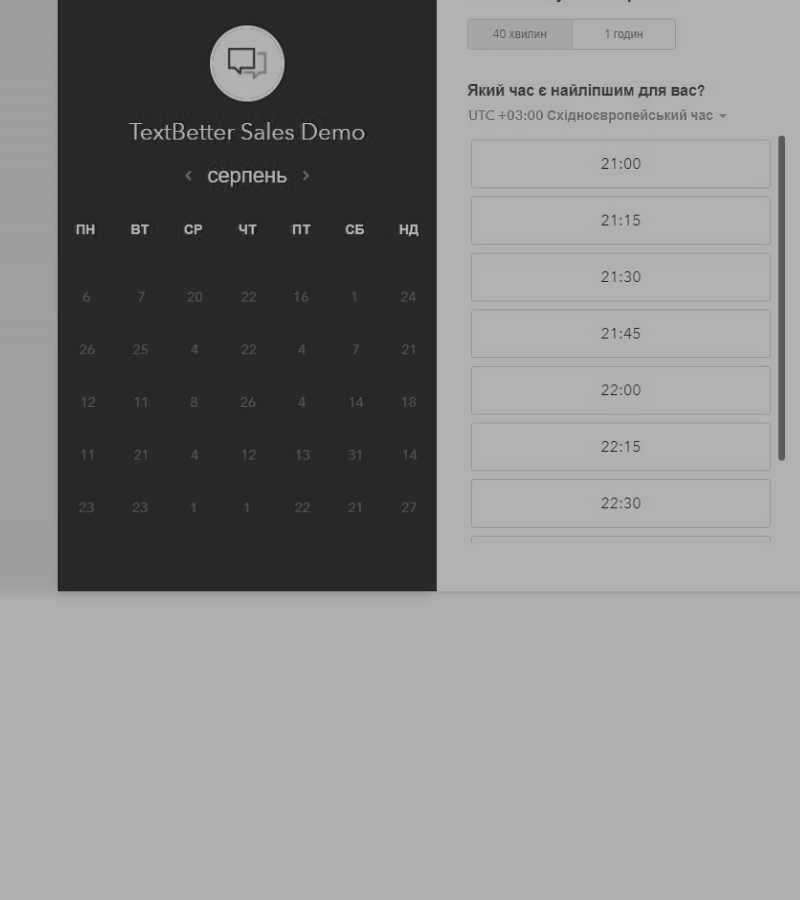 TextBetter Sales Demo
серпень
ПН ВТ СР ЧТ ПТ СБ НД
6 7 20 22 16 1 24
26 25 4 22 4 7 21
12 11 8 26 4 14 18
11 21 4 12 13 31 14
23 23 1 1 22 21 27
40 хвилин 1 годин
Який час є найліпшим для вас?
UTC +03:00 Східноєвропейський час
21:00
21:15
21:30
21:45
22:00
22:15
22:30